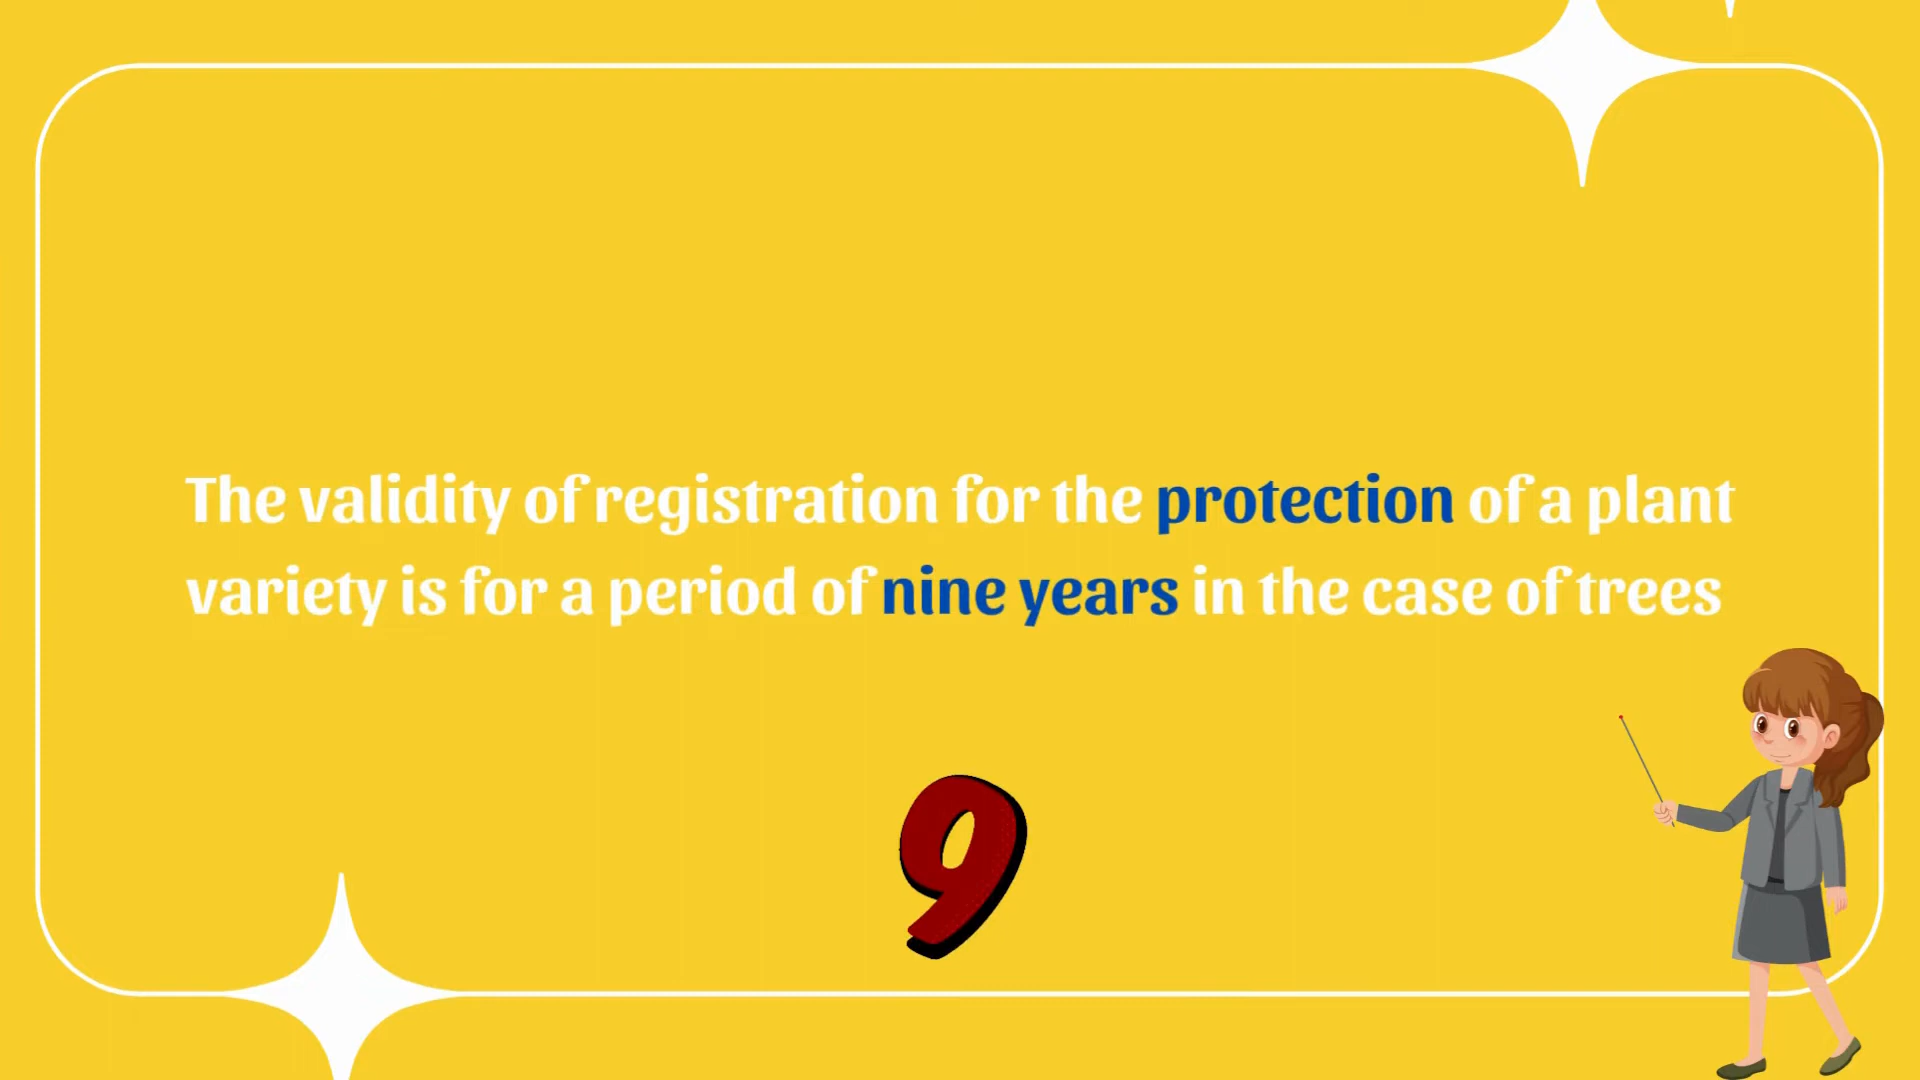 The validity of registration for the protection of a plant
variety is for a period of nine years in the case of trees
9